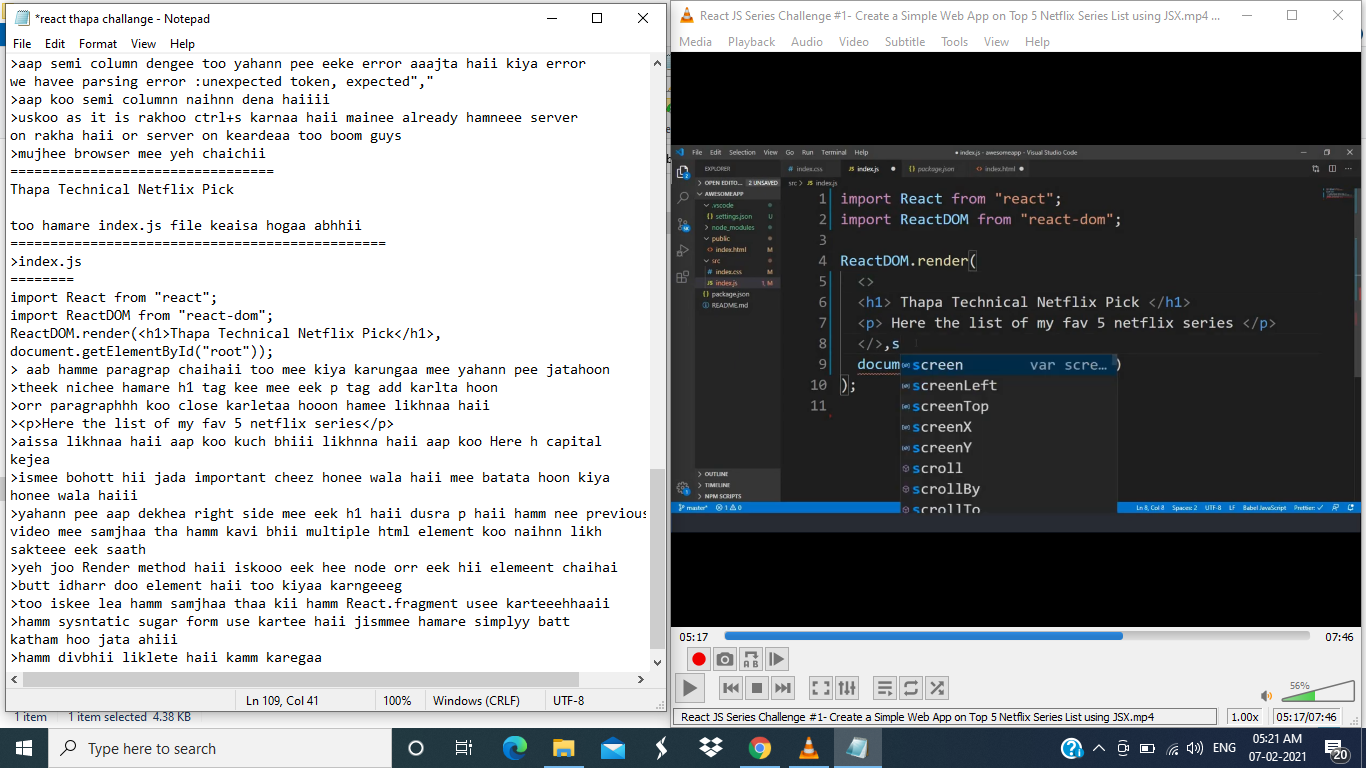 *react thapa challange - Notepad
File Edit Format View Help
>aap semi column dengee too yahann pee eeke error aaajta haii kiya error
we havee parsing error :unexpected token, expected","
>aap koo semi columnn naihnn dena haiiii
>uskoo as it is rakhoo ctrl+s karnaa haii mainee already hamneee server
on rakha haii or server on keardeaa too boom guys
>mujhee browser mee yeh chaichii
=================================
Thapa Technical Netflix Pick
too hamare index.js file keaisa hogaa abhhii
===============================================
>index.js
========
import React from "react";
import ReactDOM from "react-dom";
ReactDOM.render(<h1>Thapa Technical Netflix Pick</h1>,
document.getElementById("root"));
> aab hamme paragrap chaihaii too mee kiya karungaa mee yahann pee jatahoon
>theek nichee hamare h1 tag kee mee eek p tag add karlta hoon
>orr paragraphhh koo close karletaa hooon hamee likhnaa haii
><p>Here the list of my fav 5 netflix series</p>
>aissa likhnaa haii aap koo kuch bhiii likhnna haii aap koo Here h capital
kejea
>ismee bohott hii jada important cheez honee wala haii mee batata hoon kiya
honee wala haiii
>yahann pee aap dekhea right side mee eek h1 haii dusra p haii hamm nee previous
video mee samjhaa tha hamm kavi bhii multiple html element koo naihnn likh
sakteee eek saath
>yeh joo Render method haii iskooo eek hee node orr eek hii elemeent chaihai
>butt idharr doo element haii too kiyaa karngeeeg
>too iskee lea hamm samjhaa thaa kii hamm React.fragment usee karteeehhaaii
>hamm sysntatic sugar form use kartee haii jismmee hamare simplyy batt
katham hoo jata ahiii
>hamm divbhii liklete haii kamm karegaa
Ln 109, Col 41 100% Windows (CRLF) UTF-8
1 item 1 item selected 4.38 KB
React JS Series Challenge #1- Create a Simple Web App on Top 5 Netflix Series List using JSX.mp4 ...
Media Playback Audio Video Subtitle Tools View Help
File Edit Selection View Go Run Terminal Help
● index.js - awesomeapp - Visual Studio Code
EXPLORER
OPEN EDITO... 2 UNSAVED
AWESOMEAPP
.vscode
settings.json U
node_modules
public
index.html M
src
index.css M
index.js 1, M
package.json
README.md
OUTLINE
TIMELINE
NPM SCRIPTS
index.css index.js package.json index.html
src > JS index.js
1 import React from "react";
2 import ReactDOM from "react-dom";
3
4 ReactDOM.render(
5 <>
6 <h1> Thapa Technical Netflix Pick </h1>
7 <p> Here the list of my fav 5 netflix series </p>
8 </>,s
9 docum )
10 );
11
screen var scre...
screenLeft
screenTop
screenX
screenY
scroll
scrollBy
scrollTo
master* 1 0 Ln 8, Col 8 Spaces: 2 UTF-8 LF Babel JavaScript Prettier: ✓
05:17 07:46
56%
React JS Series Challenge #1- Create a Simple Web App on Top 5 Netflix Series List using JSX.mp4 1.00x 05:17/07:46
Type here to search
ENG
05:21 AM
07-02-2021
20